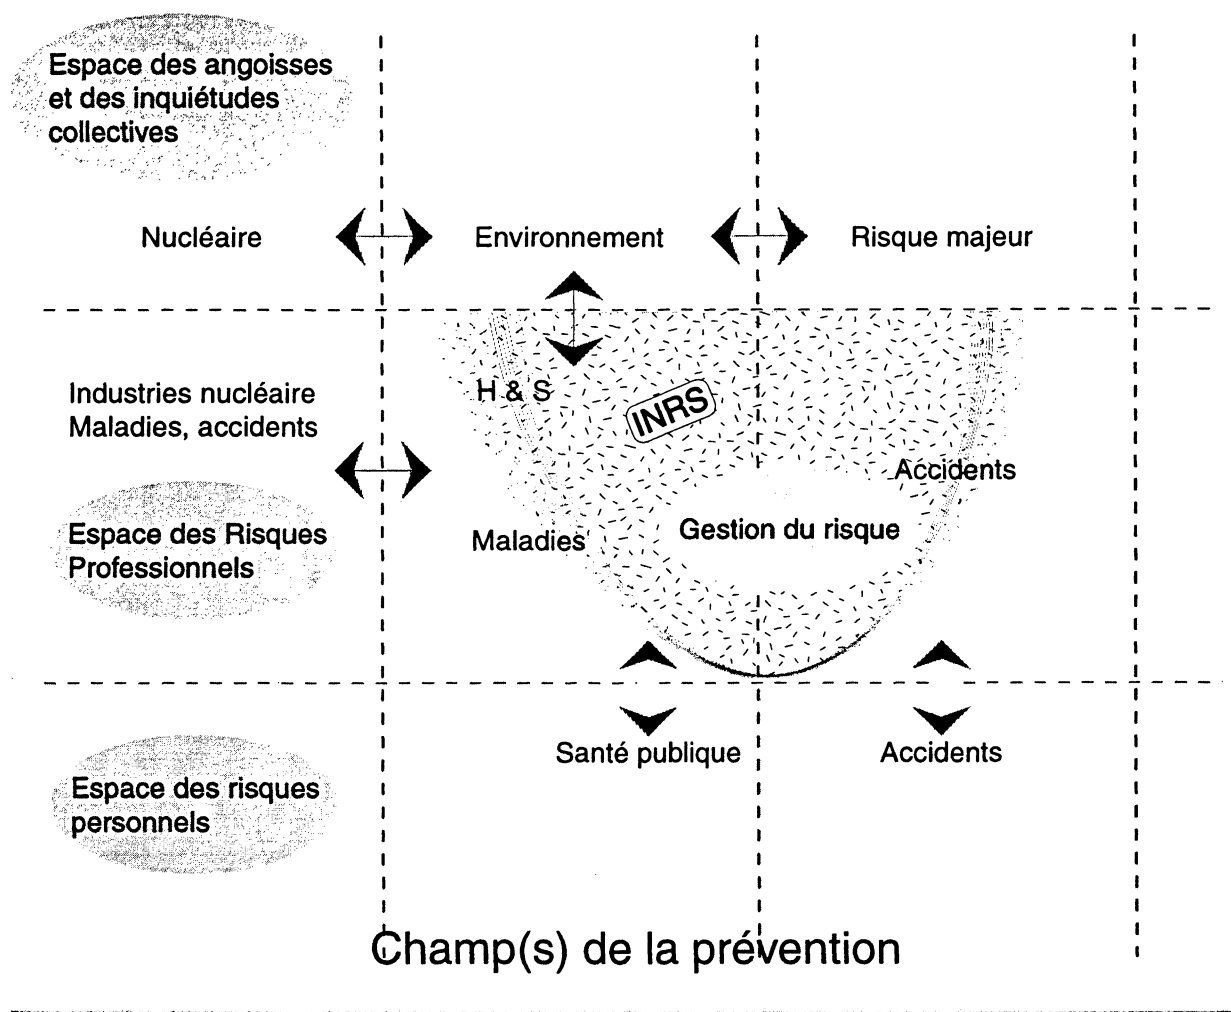 Espace des angoisses
et des inquiétudes
collectives
Nucléaire
Environnement
Risque majeur
Industries nucléaire
Maladies, accidents
H & S
INRS
Accidents
Espace des Risques
Professionnels
Maladies
Gestion du risque
Santé publique
Accidents
Espace des risques
personnels
Champ(s) de la prévention